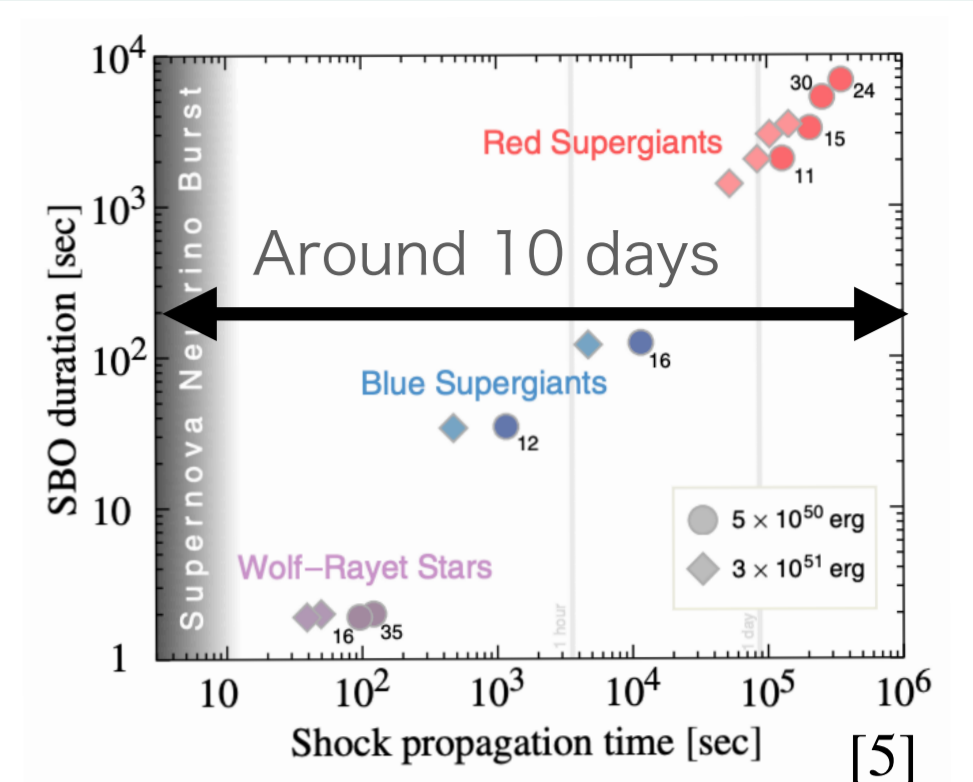 10⁴
10³
10²
10
1
SBO duration [sec]
Supernova Neutrino Burst
Red Supergiants
30
24
15
11
Around 10 days
16
Blue Supergiants
12
5 × 10⁵⁰ erg
3 × 10⁵¹ erg
Wolf–Rayet Stars
16
35
1 hour
1 day
10
10²
10³
10⁴
10⁵
10⁶
Shock propagation time [sec]
[5]